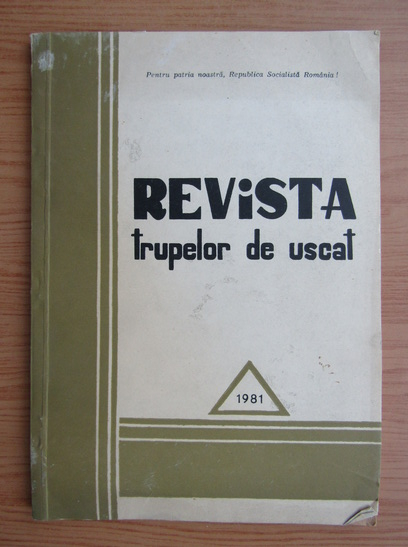 Pentru patria noastră, Republica Socialistă România!
REViSTA
trupelor de uscat
1981